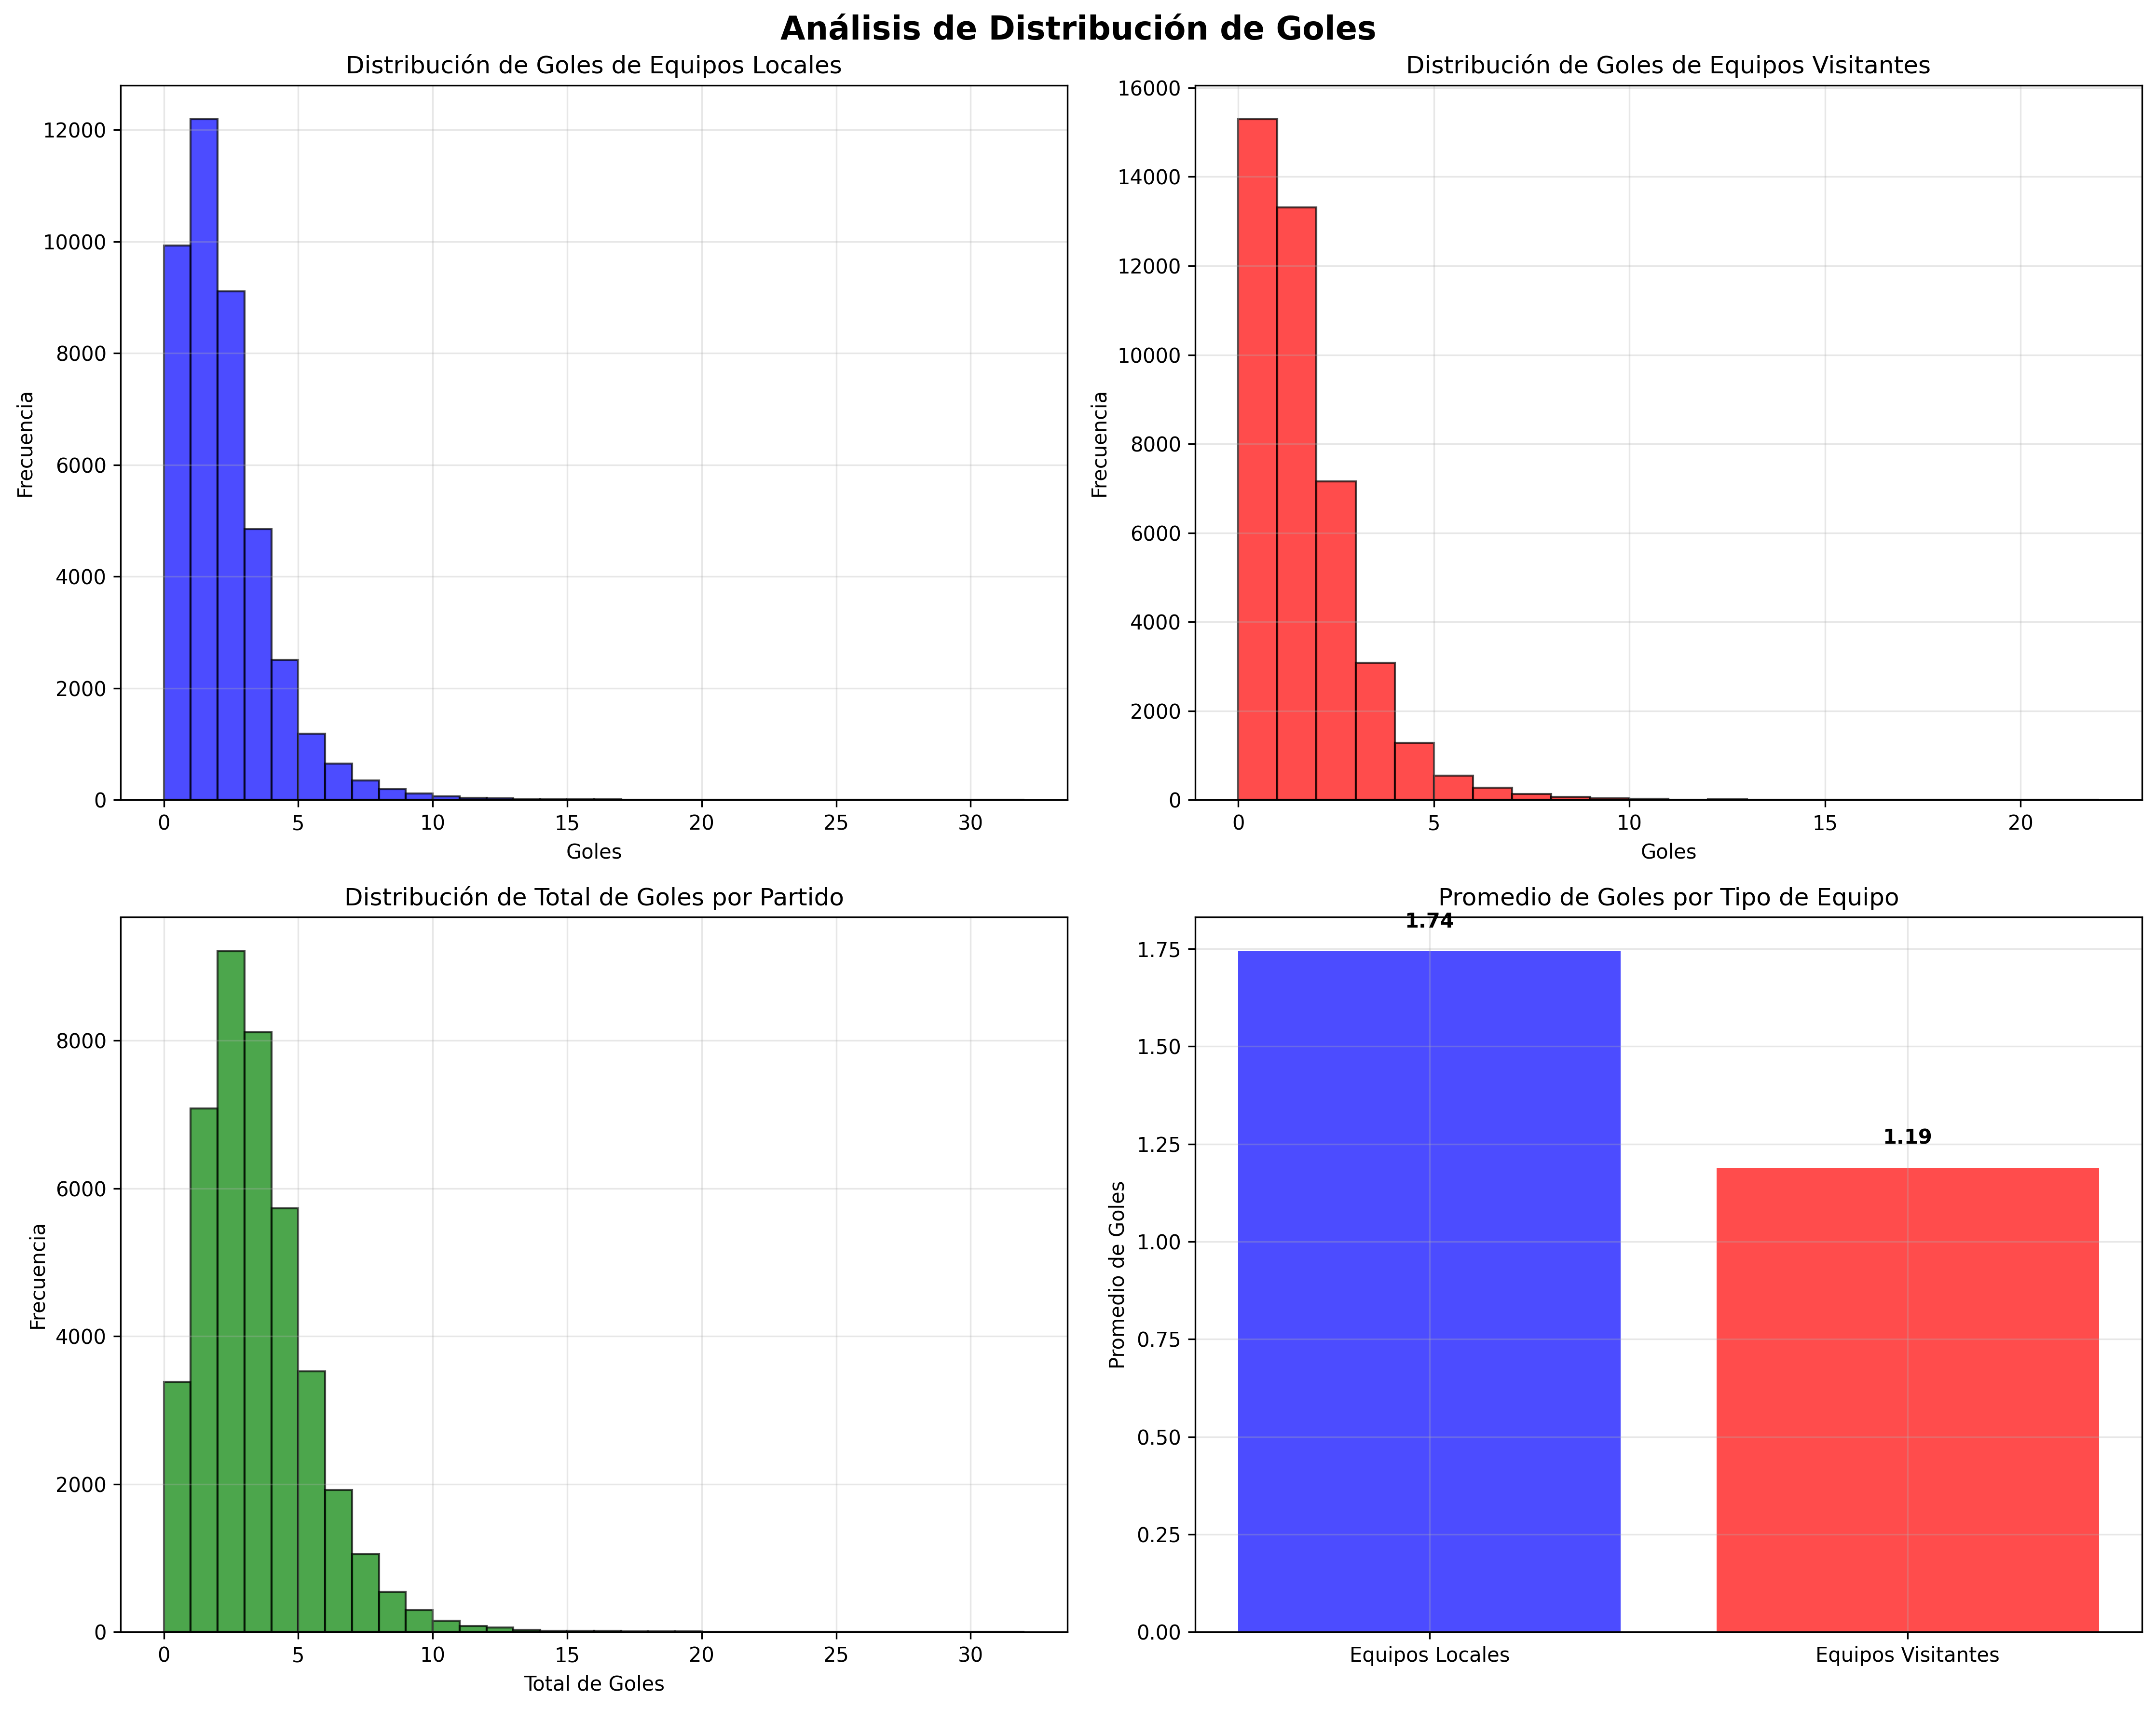 Análisis de Distribución de Goles
Distribución de Goles de Equipos Locales
Frecuencia
12000
10000
8000
6000
4000
2000
0
0 5 10 15 20 25 30
Goles
Distribución de Goles de Equipos Visitantes
Frecuencia
16000
14000
12000
10000
8000
6000
4000
2000
0
0 5 10 15 20
Goles
Distribución de Total de Goles por Partido
Frecuencia
8000
6000
4000
2000
0
0 5 10 15 20 25 30
Total de Goles
Promedio de Goles por Tipo de Equipo
Promedio de Goles
1.74
1.19
1.75
1.50
1.25
1.00
0.75
0.50
0.25
0.00
Equipos Locales Equipos Visitantes